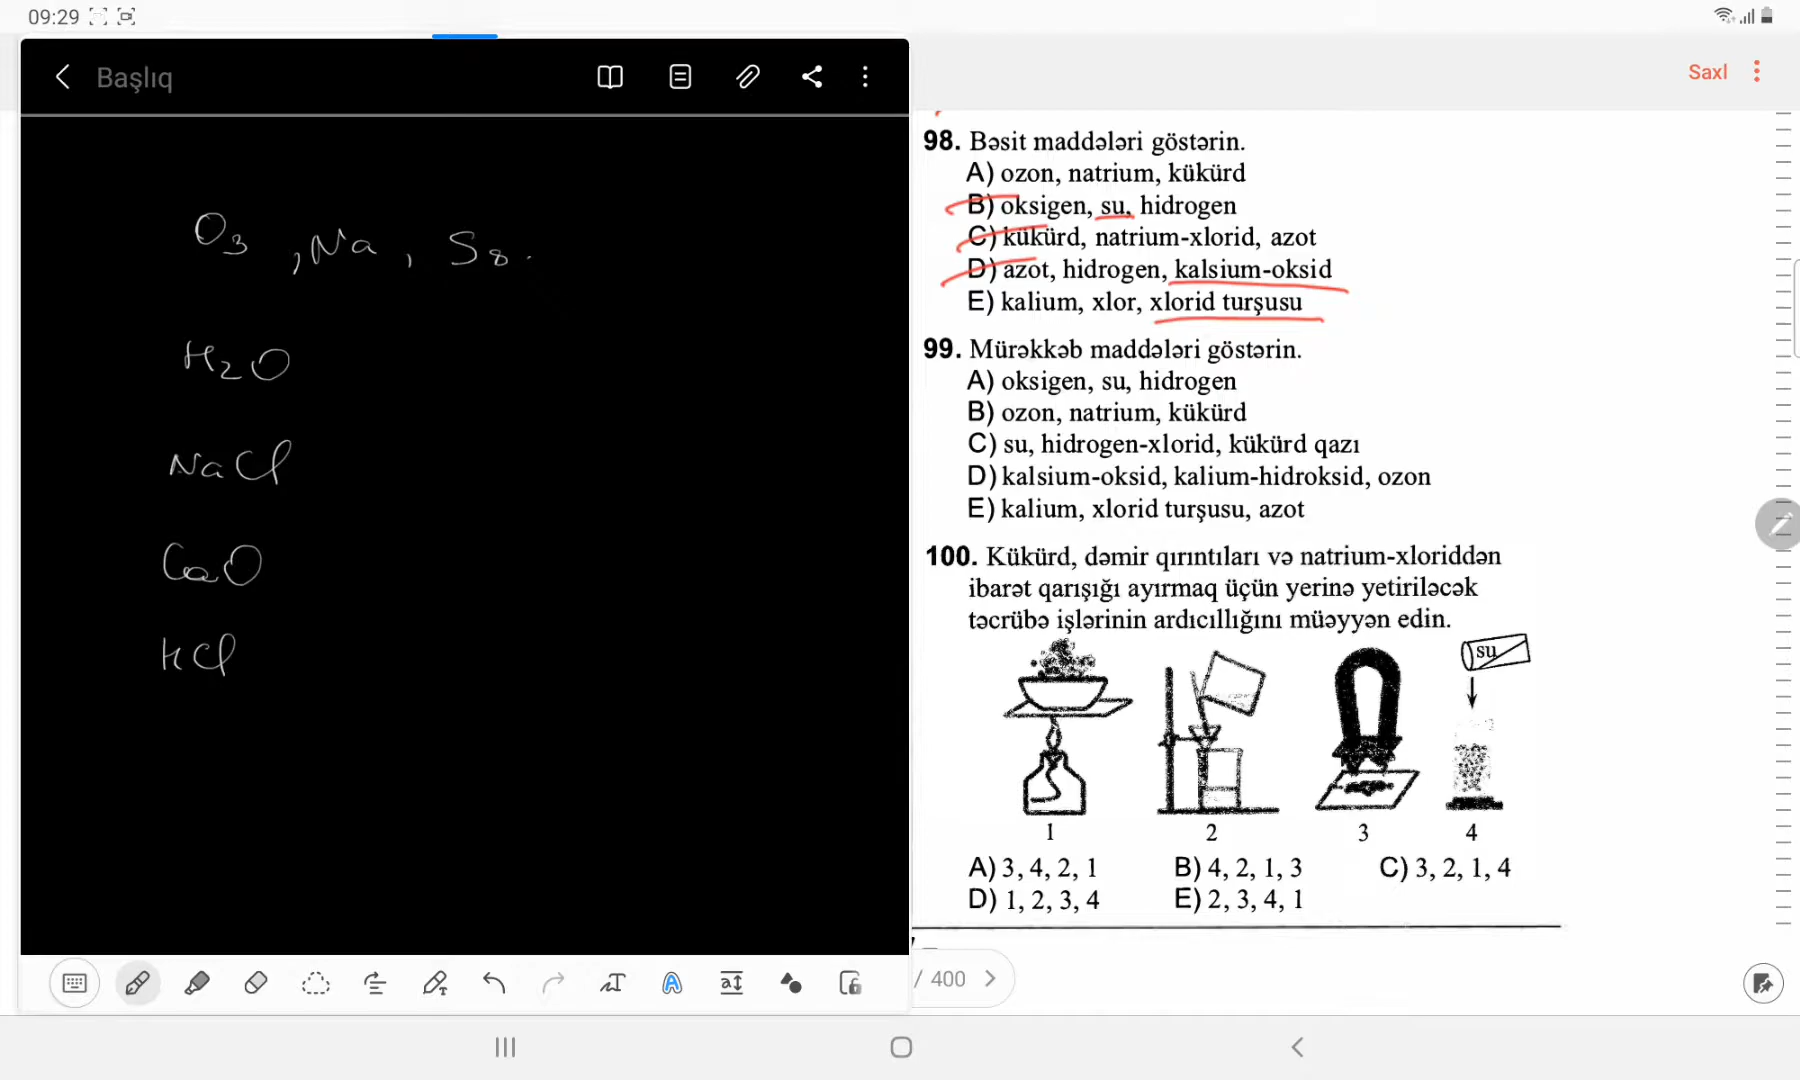 09:29
Başlıq
Saxl
O3, Na, S8.
H2O
NaCl
CaO
HCl
98. Bəsit maddələri göstərin.
A) ozon, natrium, kükürd
B) oksigen, su, hidrogen
C) kükürd, natrium-xlorid, azot
D) azot, hidrogen, kalsium-oksid
E) kalium, xlor, xlorid turşusu
99. Mürəkkəb maddələri göstərin.
A) oksigen, su, hidrogen
B) ozon, natrium, kükürd
C) su, hidrogen-xlorid, kükürd qazı
D) kalsium-oksid, kalium-hidroksid, ozon
E) kalium, xlorid turşusu, azot
100. Kükürd, dəmir qırıntıları və natrium-xloriddən
ibarət qarışığı ayırmaq üçün yerinə yetiriləcək
təcrübə işlərinin ardıcıllığını müəyyən edin.
su
1 2 3 4
A) 3, 4, 2, 1 B) 4, 2, 1, 3 C) 3, 2, 1, 4
D) 1, 2, 3, 4 E) 2, 3, 4, 1
/ 400